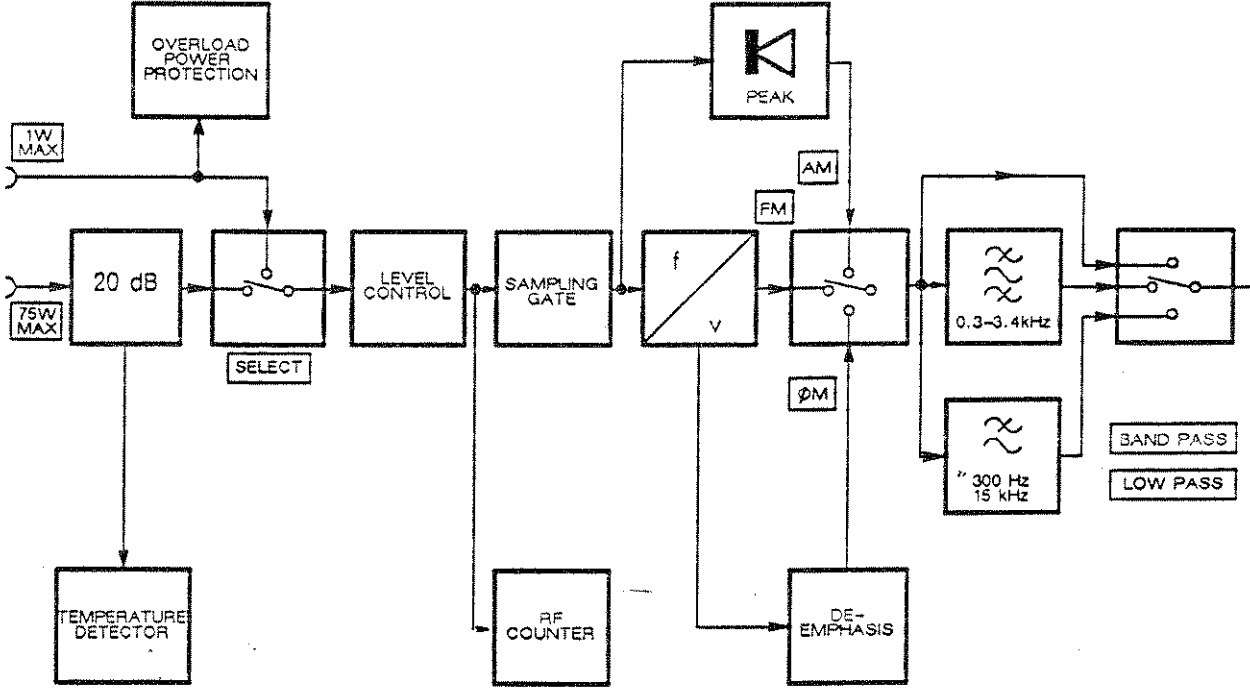 OVERLOAD
POWER
PROTECTION
PEAK
1W
MAX
AM
FM
20 dB
LEVEL
CONTROL
SAMPLING
GATE
f
V
0.3-3.4kHz
75W
MAX
SELECT
ØM
300 Hz
15 kHz
BAND PASS
LOW PASS
TEMPERATURE
DETECTOR
RF
COUNTER
DE-
EMPHASIS